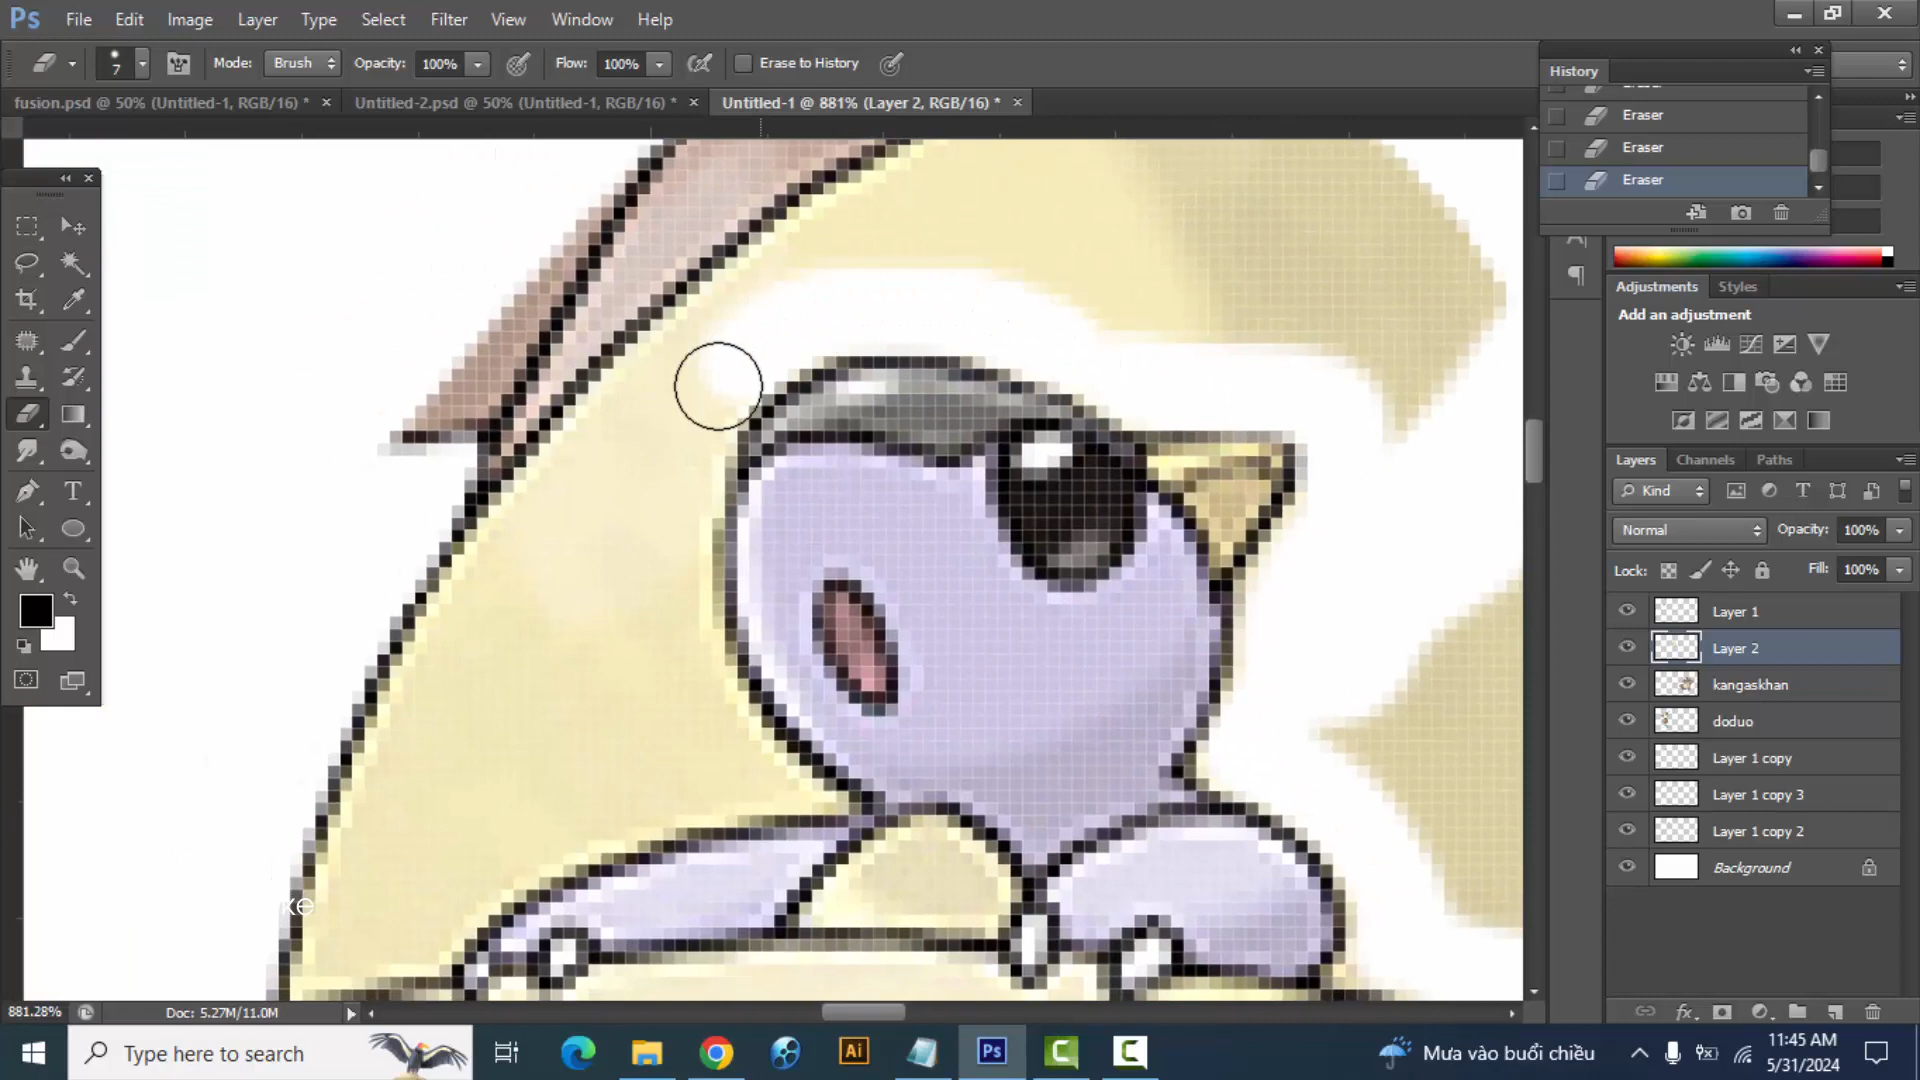 Ps File Edit Image Layer Type Select Filter View Window Help
7 Mode: Brush Opacity: 100% Flow: 100% Erase to History
History
fusion.psd @ 50% (Untitled-1, RGB/16) * Untitled-2.psd @ 50% (Untitled-1, RGB/16) * Untitled-1 @ 881% (Layer 2, RGB/16) *
Eraser
Eraser
Eraser
Adjustments Styles
Add an adjustment
Layers Channels Paths
Kind
Normal Opacity: 100%
Lock: Fill: 100%
Layer 1
Layer 2
kangaskhan
doduo
Layer 1 copy
Layer 1 copy 3
Layer 1 copy 2
Background
881.28% Doc: 5.27M/11.0M
Type here to search
Ai Ps
Mưa vào buổi chiều
11:45 AM
5/31/2024